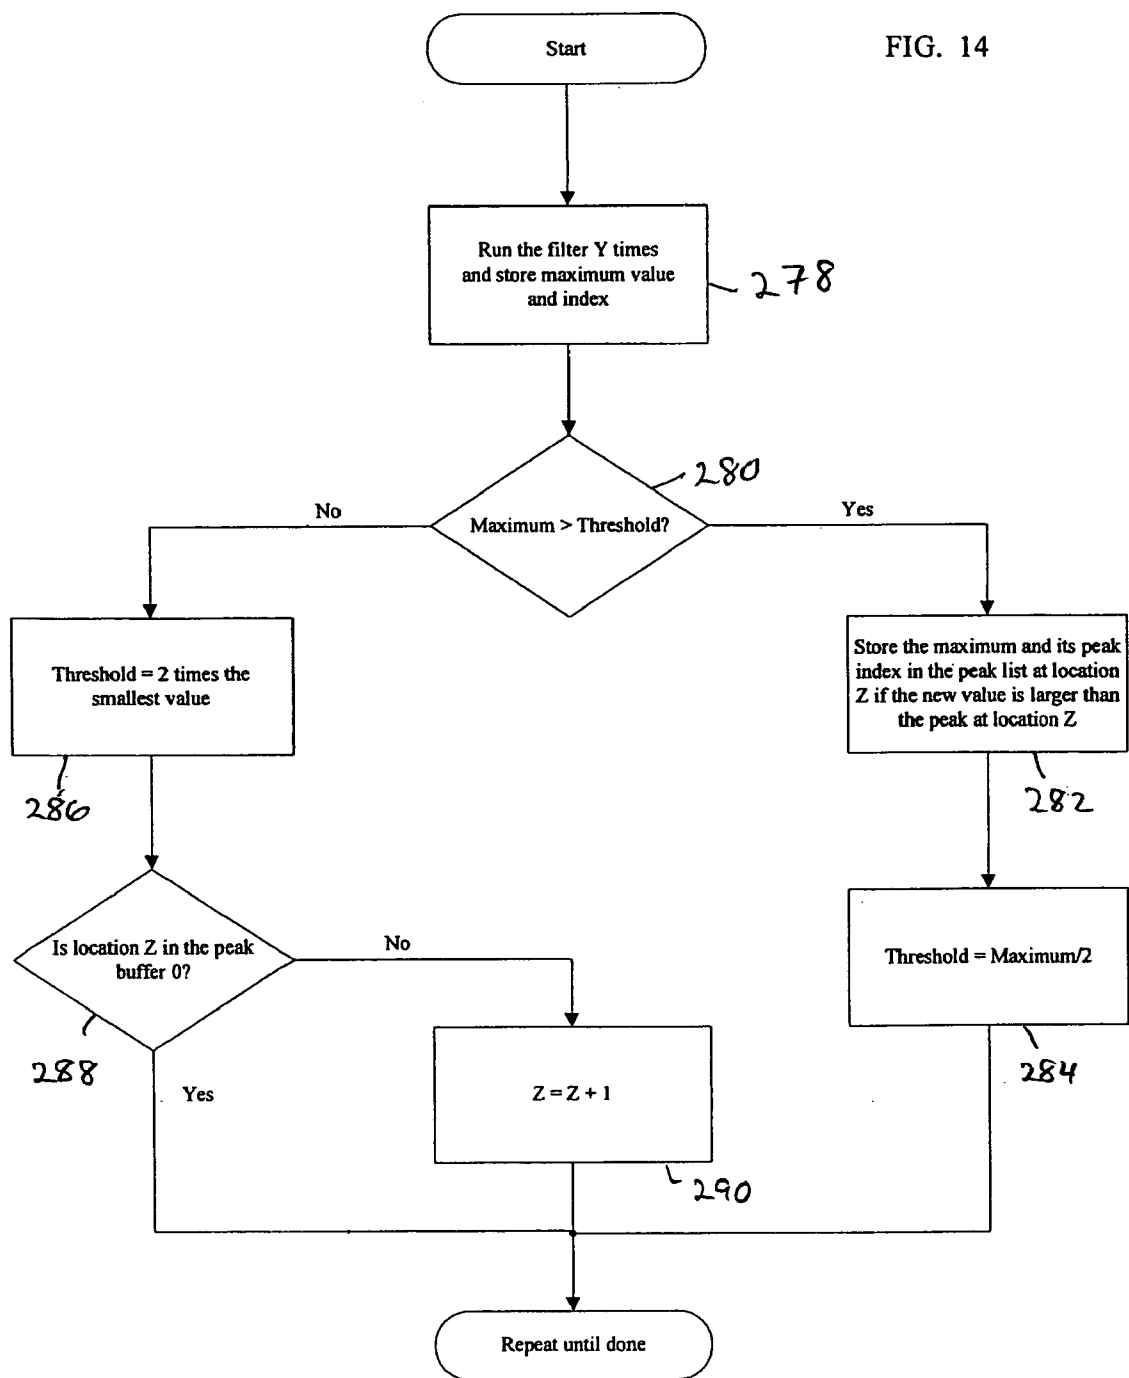 Start
FIG. 14
Run the filter Y times
and store maximum value
and index
278
280
Maximum > Threshold?
No
Yes
Threshold = 2 times the
smallest value
286
Store the maximum and its peak
index in the peak list at location
Z if the new value is larger than
the peak at location Z
282
Is location Z in the peak
buffer 0?
288
No
Yes
Z = Z + 1
290
Threshold = Maximum/2
284
Repeat until done